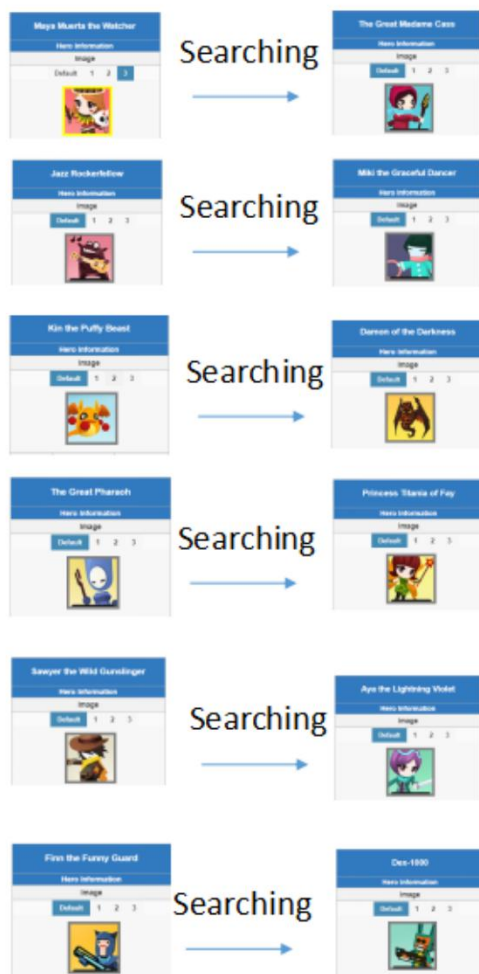 Maya Muerta the Watcher
Hero Information
Image
Default 1 2 3
Searching
The Great Madame Cass
Hero Information
Image
Default 1 2 3
Jazz Rockerfellow
Hero Information
Image
Default 1 2 3
Searching
Miki the Graceful Dancer
Hero Information
Image
Default 1 2 3
Kin the Puffy Beast
Hero Information
Image
Default 1 2 3
Searching
Damon of the Darkness
Hero Information
Image
Default 1 2 3
The Great Pharaoh
Hero Information
Image
Default 1 2 3
Searching
Princess Titania of Fay
Hero Information
Image
Default 1 2 3
Sawyer the Wild Gunslinger
Hero Information
Image
Default 1 2 3
Searching
Aya the Lightning Violet
Hero Information
Image
Default 1 2 3
Finn the Funny Guard
Hero Information
Image
Default 1 2 3
Searching
Dex-1000
Hero Information
Image
Default 1 2 3